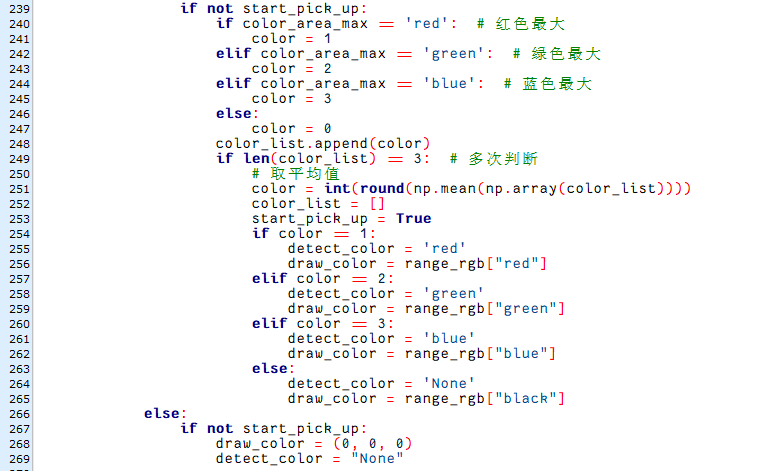 239 if not start_pick_up:
240 if color_area_max == 'red': # 红色最大
241 color = 1
242 elif color_area_max == 'green': # 绿色最大
243 color = 2
244 elif color_area_max == 'blue': # 蓝色最大
245 color = 3
246 else:
247 color = 0
248 color_list.append(color)
249 if len(color_list) == 3: # 多次判断
250 # 取平均值
251 color = int(round(np.mean(np.array(color_list))))
252 color_list = []
253 start_pick_up = True
254 if color == 1:
255 detect_color = 'red'
256 draw_color = range_rgb["red"]
257 elif color == 2:
258 detect_color = 'green'
259 draw_color = range_rgb["green"]
260 elif color == 3:
261 detect_color = 'blue'
262 draw_color = range_rgb["blue"]
263 else:
264 detect_color = 'None'
265 draw_color = range_rgb["black"]
266 else:
267 if not start_pick_up:
268 draw_color = (0, 0, 0)
269 detect_color = "None"